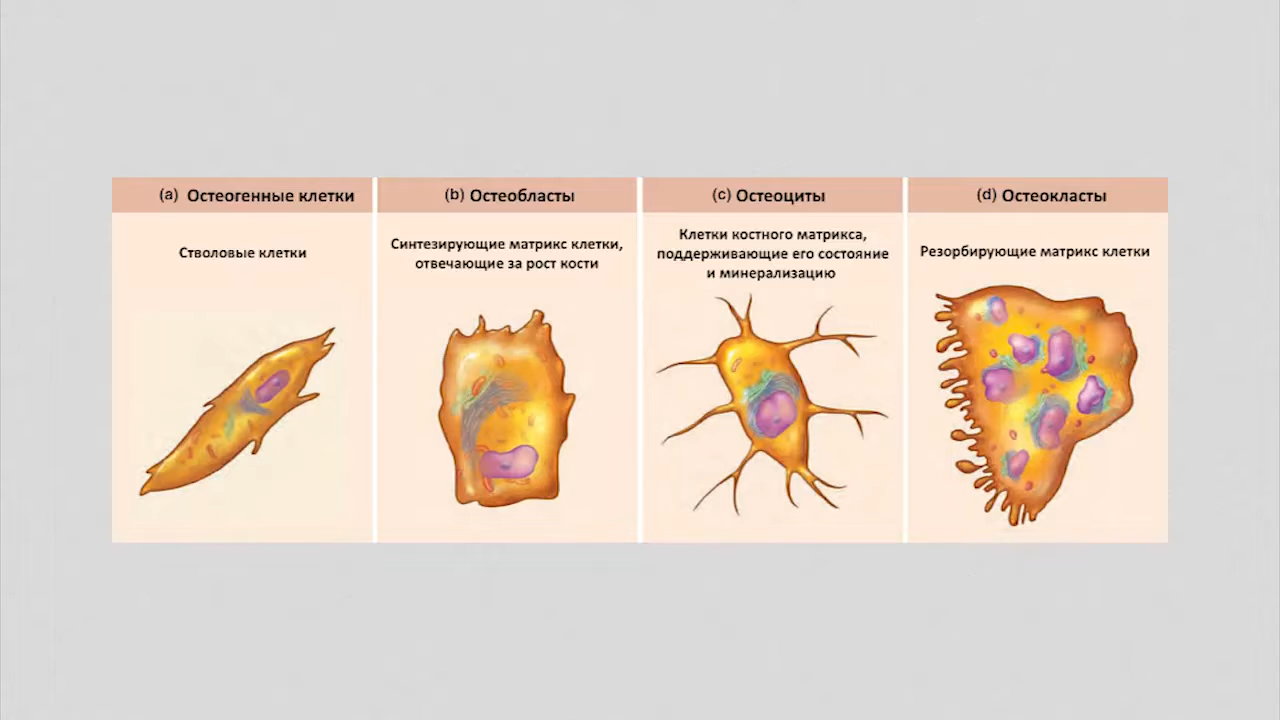 (a) Остеогенные клетки
Стволовые клетки
(b) Остеобласты
Синтезирующие матрикс клетки,
отвечающие за рост кости
(c) Остеоциты
Клетки костного матрикса,
поддерживающие его состояние
и минерализацию
(d) Остеокласты
Резорбирующие матрикс клетки